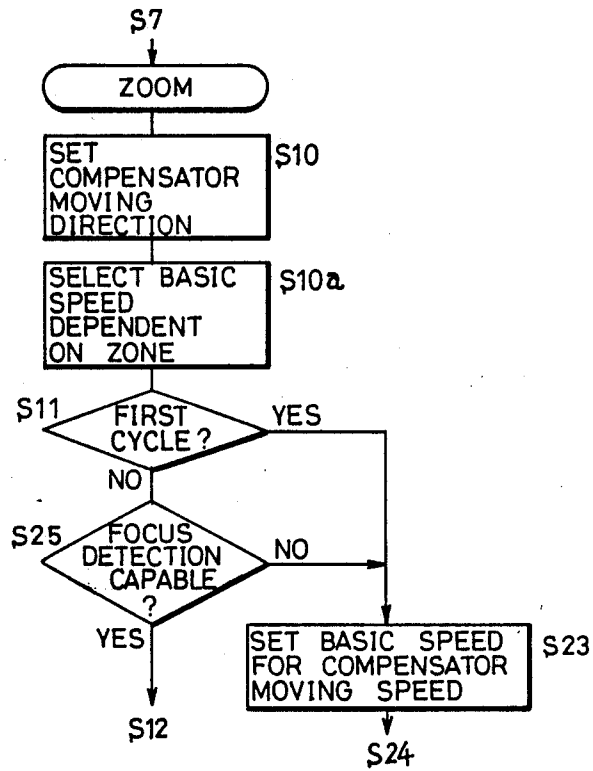 S7
ZOOM
SET
COMPENSATOR
MOVING
DIRECTION
S10
SELECT BASIC
SPEED
DEPENDENT
ON ZONE
S10a
S11
FIRST
CYCLE?
YES
NO
S25
FOCUS
DETECTION
CAPABLE
?
NO
YES
S12
SET BASIC SPEED
FOR COMPENSATOR
MOVING SPEED
S23
S24